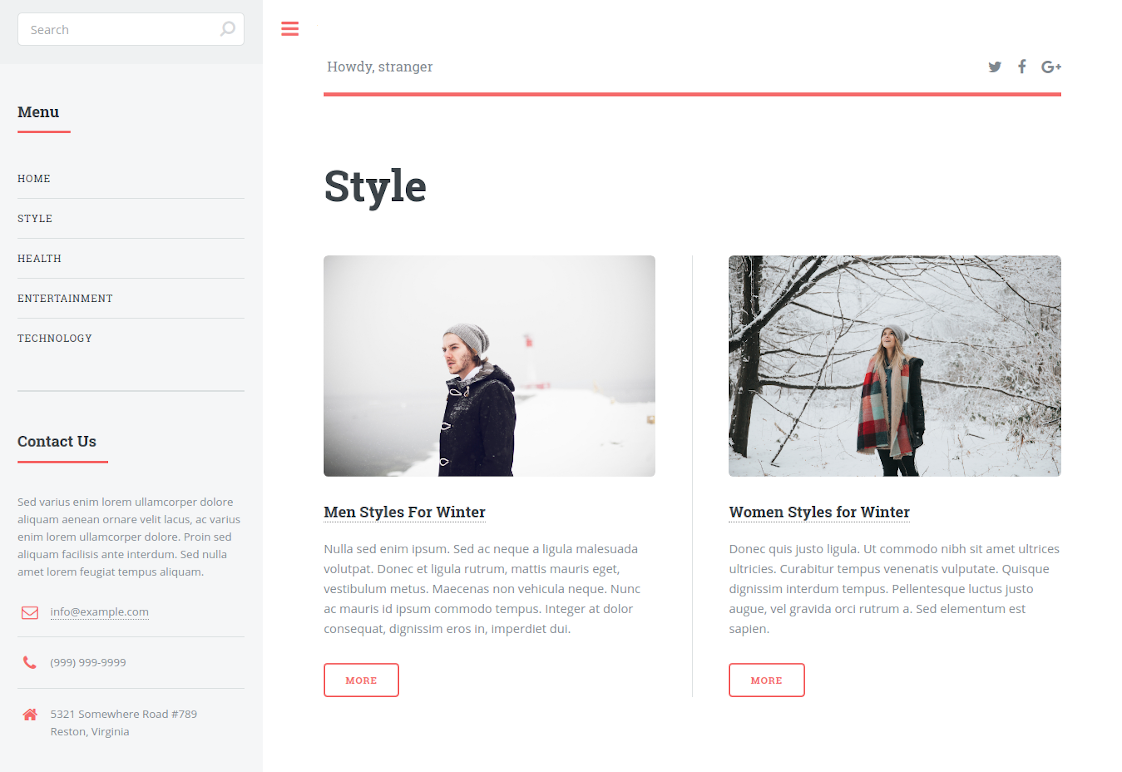 Search
Menu
HOME
STYLE
HEALTH
ENTERTAINMENT
TECHNOLOGY
Contact Us
Sed varius enim lorem ullamcorper dolore
aliquam aenean ornare velit lacus, ac varius
enim lorem ullamcorper dolore. Proin sed
aliquam facilisis ante interdum. Sed nulla
amet lorem feugiat tempus aliquam.
info@example.com
(999) 999-9999
5321 Somewhere Road #789
Reston, Virginia
Howdy, stranger
G+
Style
Men Styles For Winter
Nulla sed enim ipsum. Sed ac neque a ligula malesuada
volutpat. Donec et ligula rutrum, mattis mauris eget,
vestibulum metus. Maecenas non vehicula neque. Nunc
ac mauris id ipsum commodo tempus. Integer at dolor
consequat, dignissim eros in, imperdiet dui.
MORE
Women Styles for Winter
Donec quis justo ligula. Ut commodo nibh sit amet ultrices
ultricies. Curabitur tempus venenatis vulputate. Quisque
dignissim interdum tempus. Pellentesque luctus justo
augue, vel gravida orci rutrum a. Sed elementum est
sapien.
MORE